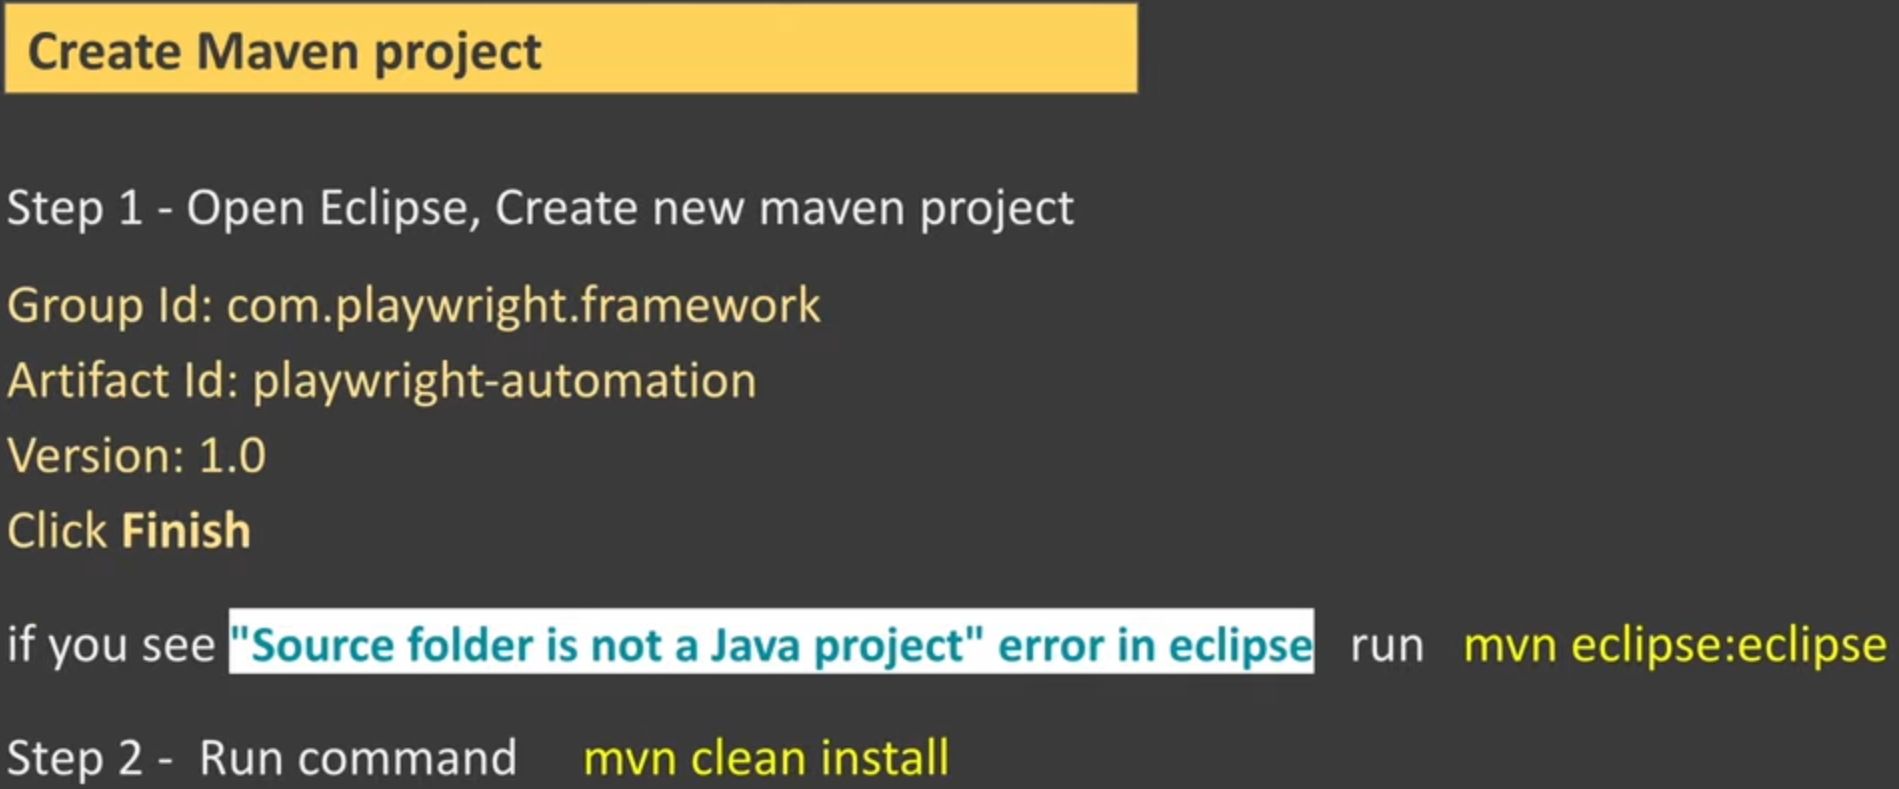 Create Maven project
Step 1 - Open Eclipse, Create new maven project
Group Id: com.playwright.framework
Artifact Id: playwright-automation
Version: 1.0
Click Finish
if you see "Source folder is not a Java project" error in eclipse run mvn eclipse:eclipse
Step 2 - Run command mvn clean install